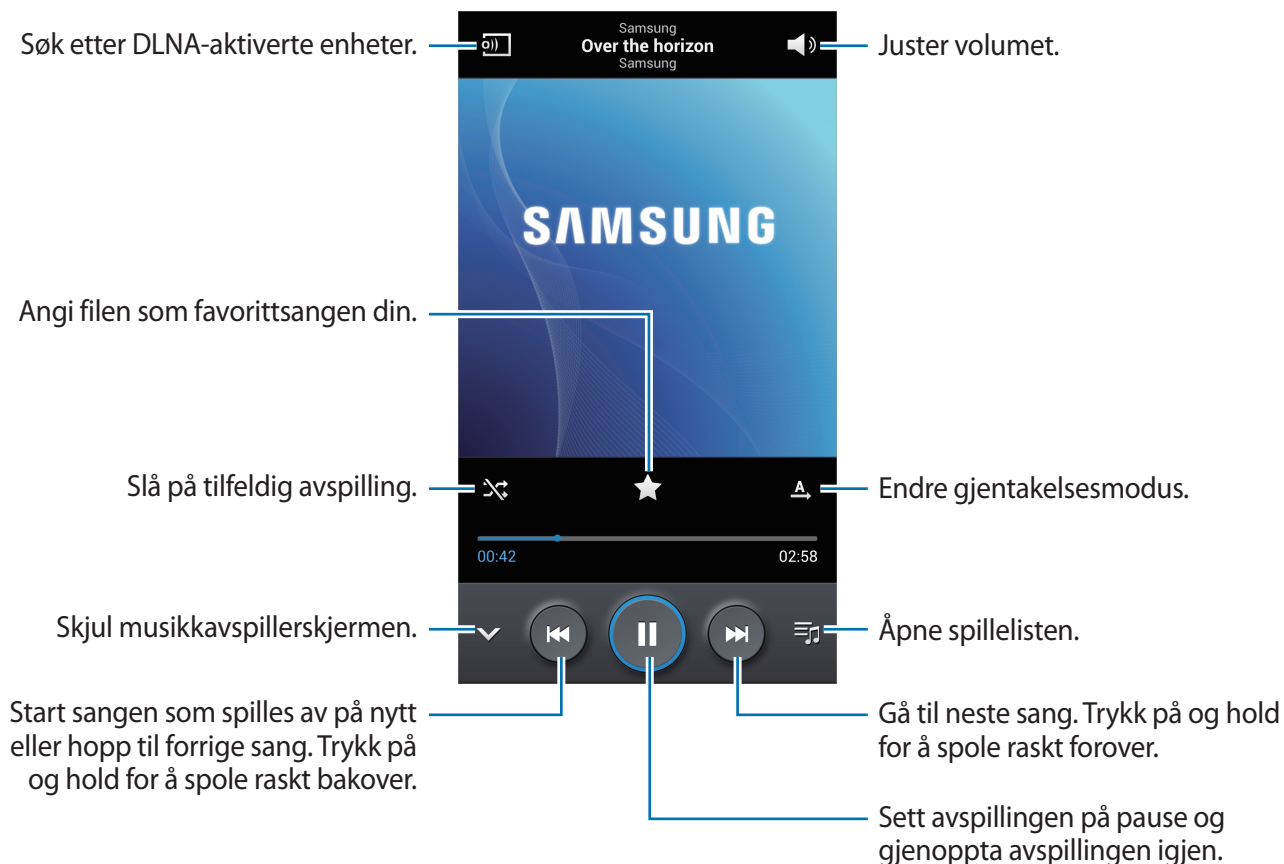 Søk etter DLNA-aktiverte enheter.
Samsung
Over the horizon
Samsung
Juster volumet.
SAMSUNG
Angi filen som favorittsangen din.
Slå på tilfeldig avspilling.
A
Endre gjentakelsesmodus.
00:42
02:58
Skjul musikkavspillerskjermen.
Åpne spillelisten.
Start sangen som spilles av på nytt
eller hopp til forrige sang. Trykk på
og hold for å spole raskt bakover.
Gå til neste sang. Trykk på og hold
for å spole raskt forover.
Sett avspillingen på pause og
gjenoppta avspillingen igjen.